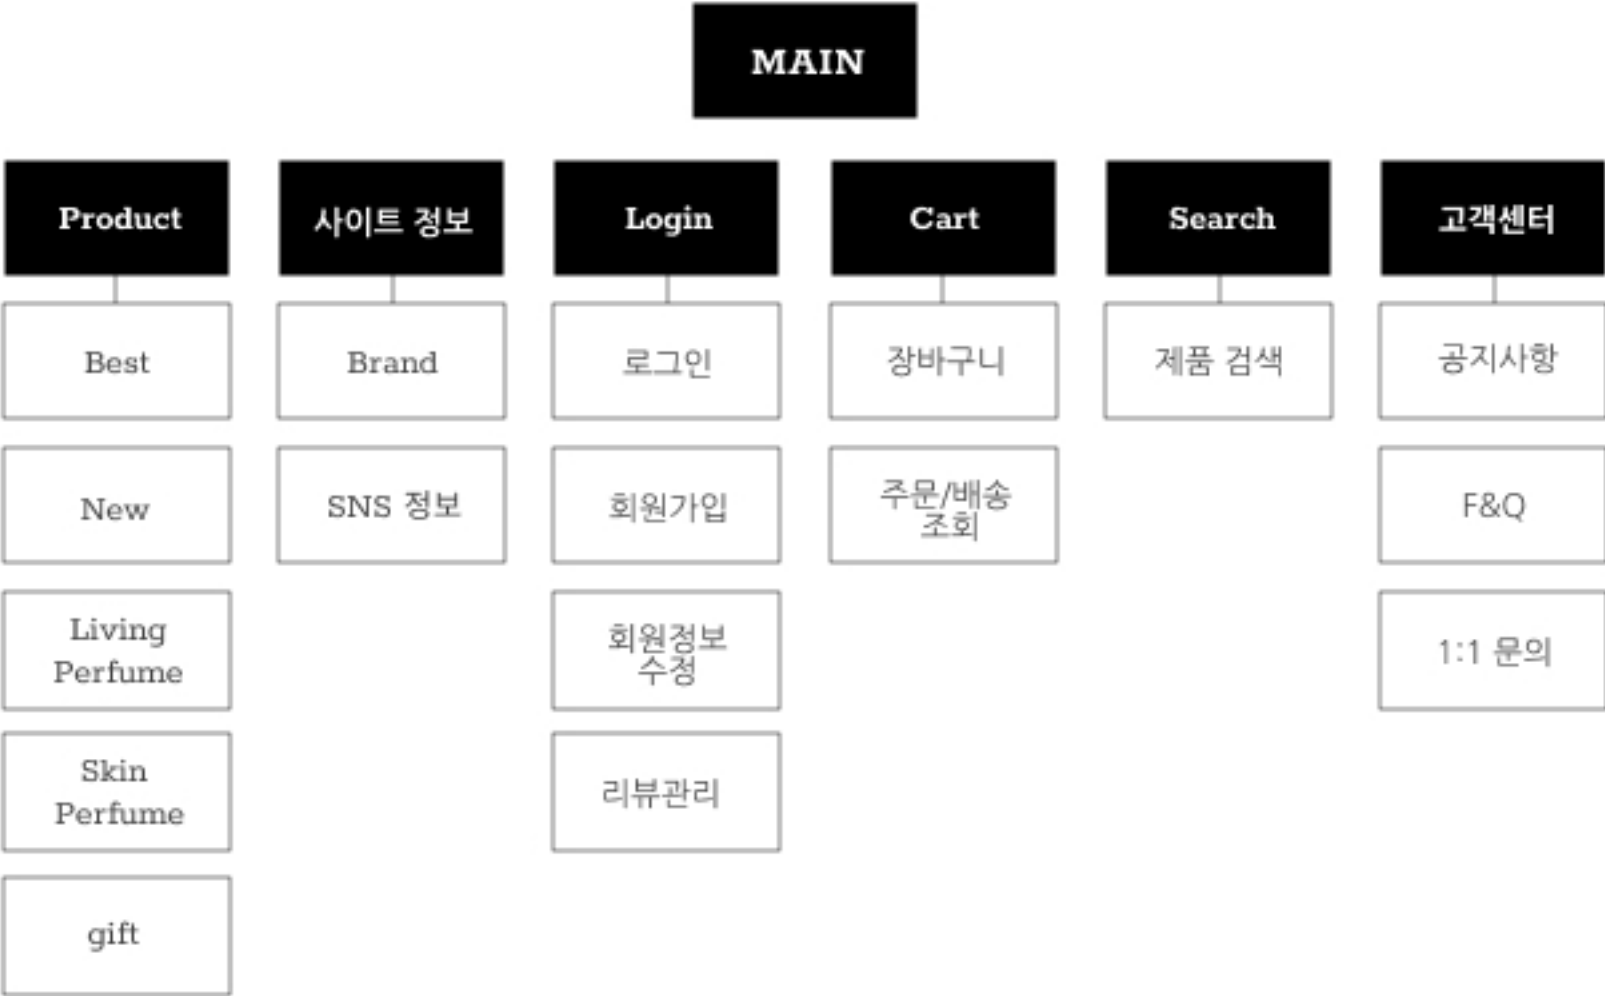 MAIN
Product
사이트 정보
Login
Cart
Search
고객센터
Best
Brand
로그인
장바구니
제품 검색
공지사항
New
SNS 정보
회원가입
주문/배송
조회
F&Q
Living
Perfume
회원정보
수정
1:1 문의
Skin
Perfume
리뷰관리
gift